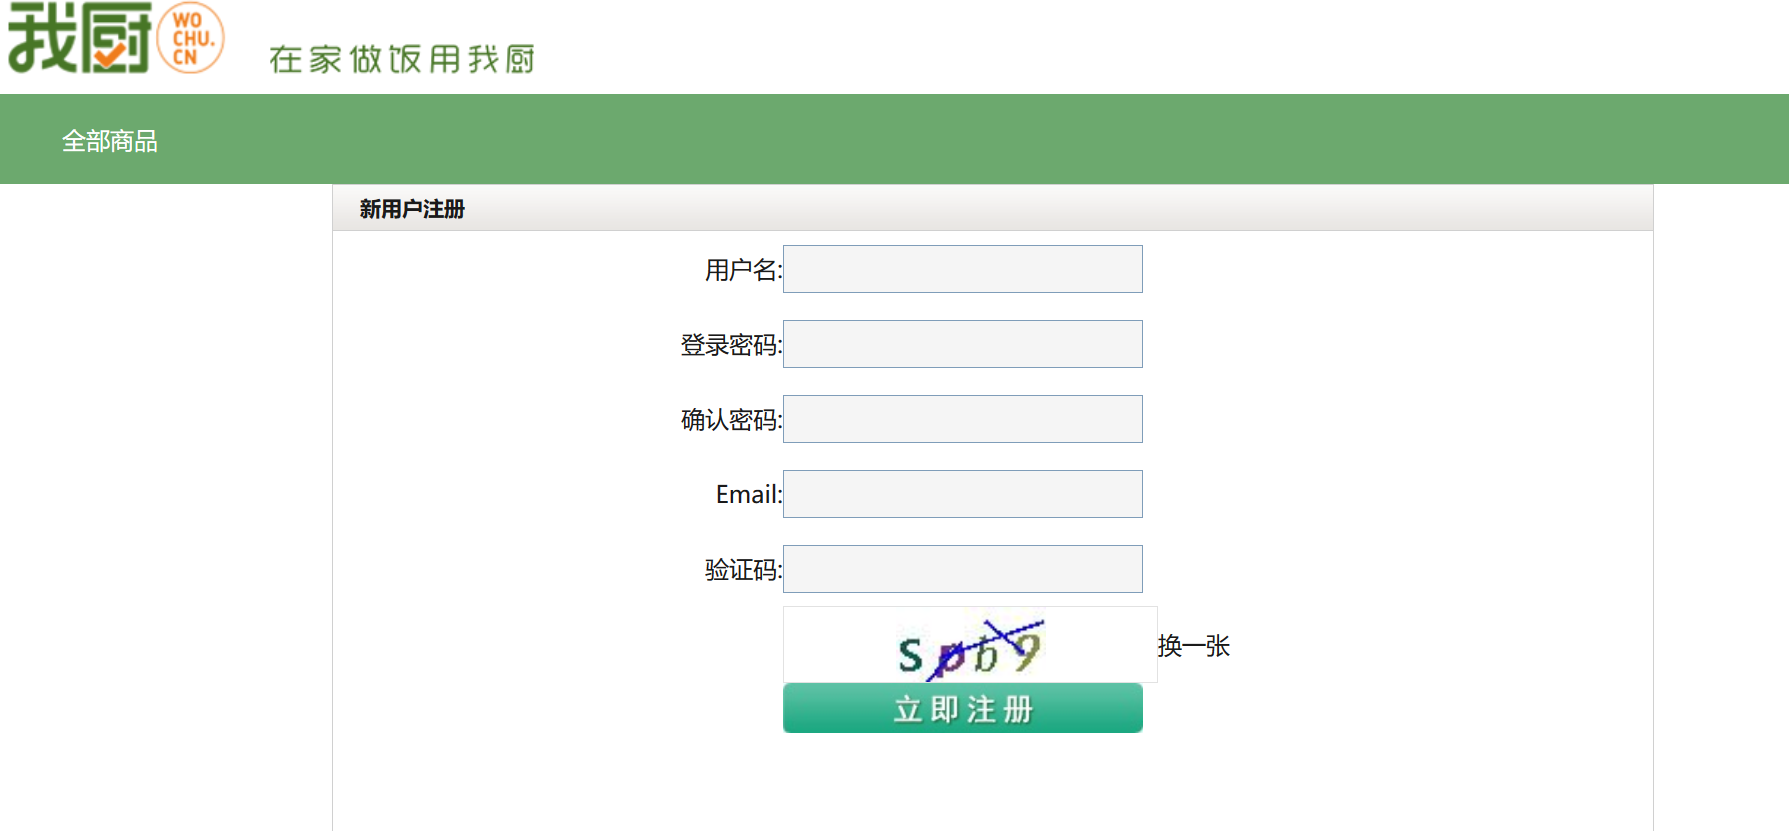 我厨
WO
CHU.
CN
在家做饭用我厨
全部商品
新用户注册
用户名:
登录密码:
确认密码:
Email:
验证码:
spb9
换一张
立即注册